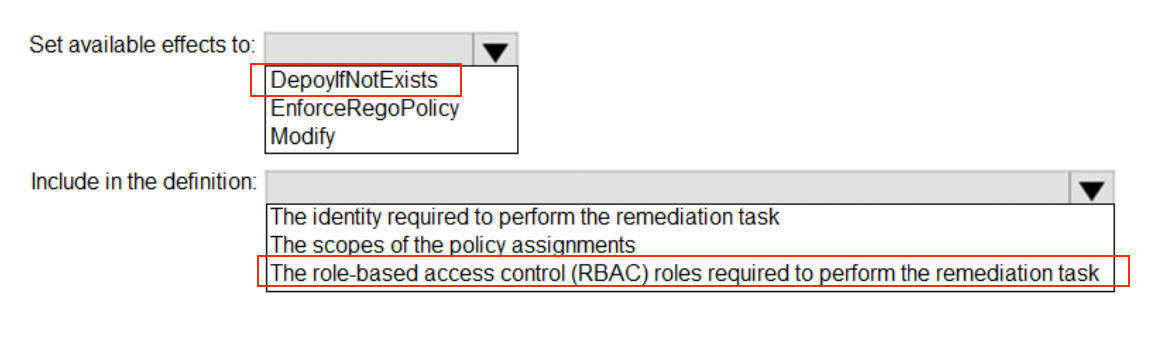 Set available effects to:
DepoyIfNotExists
EnforceRegoPolicy
Modify
Include in the definition:
The identity required to perform the remediation task
The scopes of the policy assignments
The role-based access control (RBAC) roles required to perform the remediation task